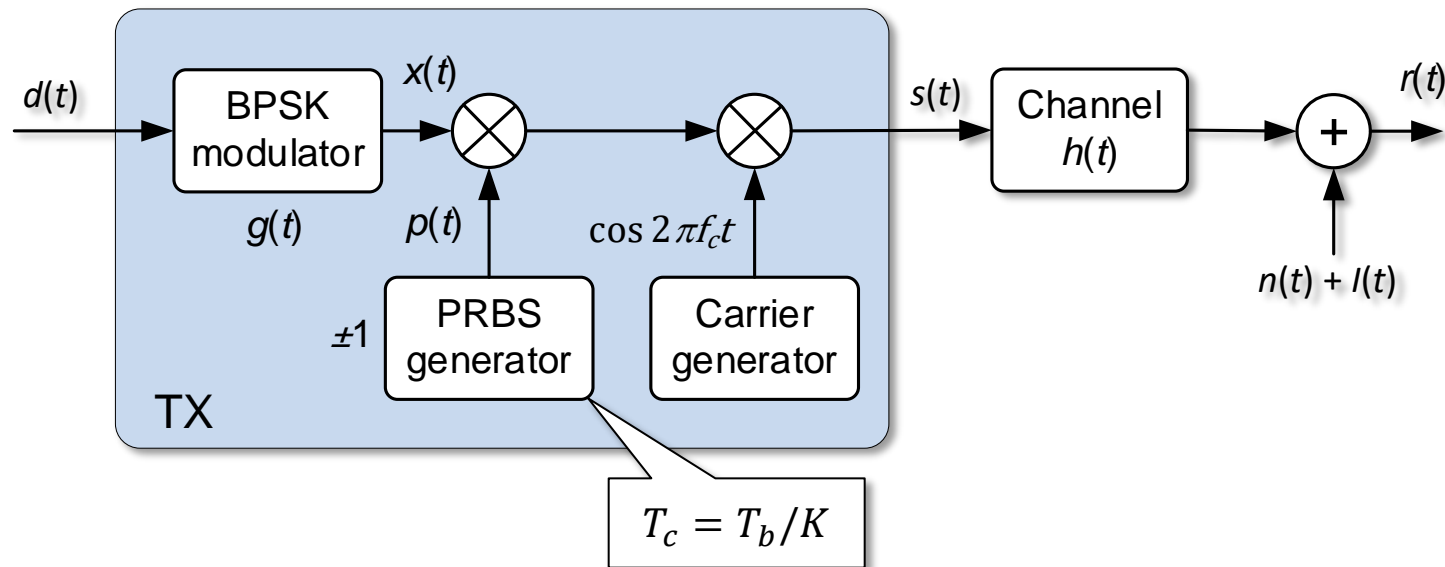 d(t)
BPSK
modulator
g(t)
x(t)
p(t)
±1
PRBS
generator
cos 2πf_ct
Carrier
generator
TX
T_c = T_b/K
s(t)
Channel
h(t)
+
r(t)
n(t) + I(t)